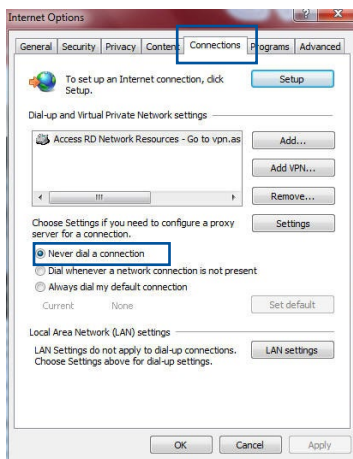 Internet Options
General Security Privacy Content Connections Programs Advanced
To set up an Internet connection, click
Setup.
Setup
Dial-up and Virtual Private Network settings
Access RD Network Resources - Go to vpn.as
Add...
Add VPN...
Remove...
Choose Settings if you need to configure a proxy
server for a connection.
Settings
Never dial a connection
Dial whenever a network connection is not present
Always dial my default connection
Current None
Set default
Local Area Network (LAN) settings
LAN Settings do not apply to dial-up connections.
Choose Settings above for dial-up settings.
LAN settings
OK Cancel Apply